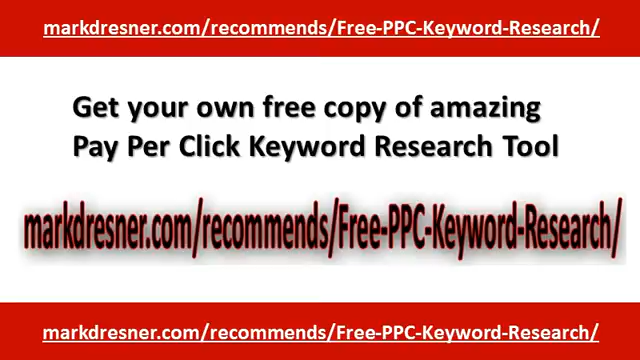 markdresner.com/recommends/Free-PPC-Keyword-Research/
Get your own free copy of amazing
Pay Per Click Keyword Research Tool
markdresner.com/recommends/Free-PPC-Keyword-Research/
markdresner.com/recommends/Free-PPC-Keyword-Research/